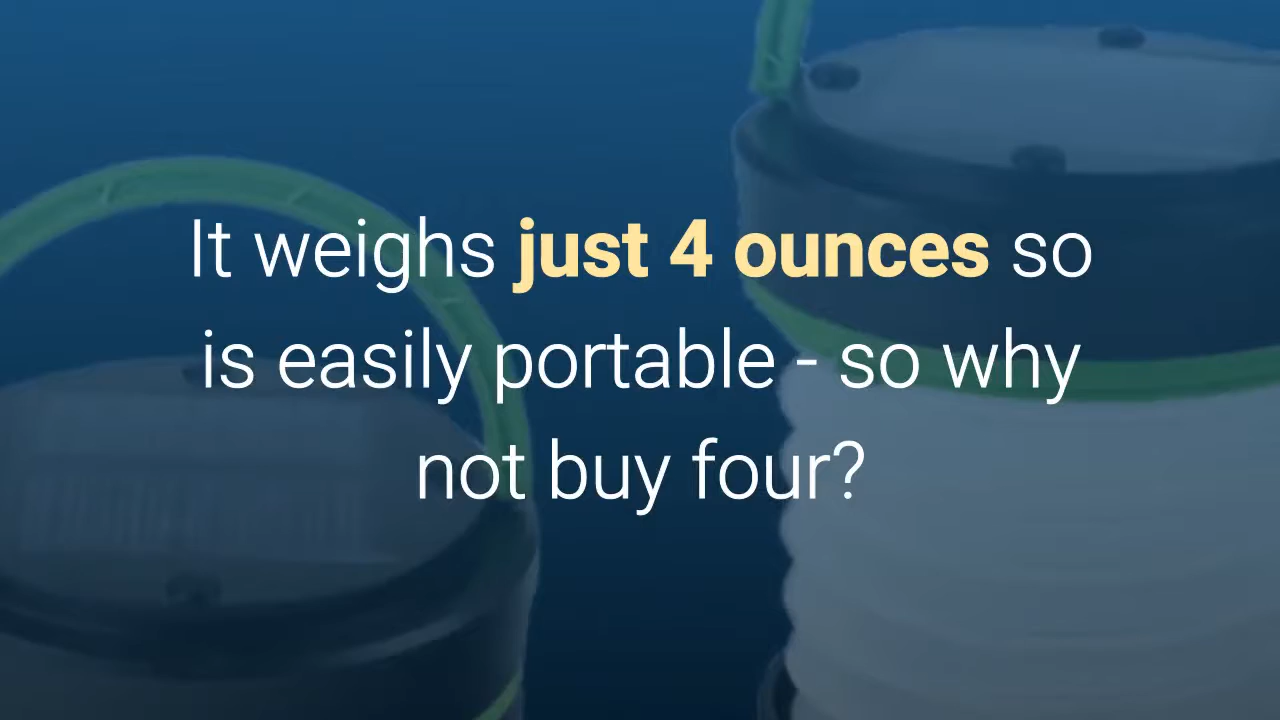 It weighs just 4 ounces so
is easily portable - so why
not buy four?